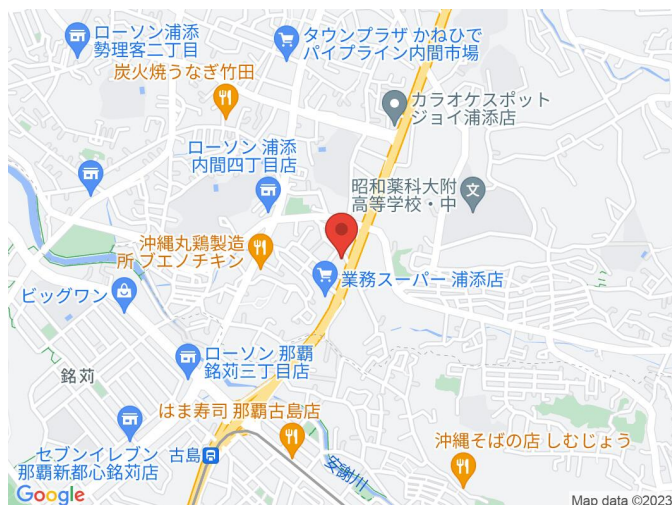 ローソン浦添
勢理客二丁目
タウンプラザ かねひで
パイプライン内間市場
炭火焼うなぎ竹田
カラオケスポット
ジョイ浦添店
ローソン 浦添
内間四丁目店
昭和薬科大附
高等学校・中
沖縄丸鶏製造
所 ブエノチキン
業務スーパー 浦添店
ビッグワン
ローソン 那覇
銘苅三丁目店
銘苅
はま寿司 那覇古島店
セブンイレブン
那覇新都心銘苅店
古島
沖縄そばの店 しむじょう
安謝川
Google
Map data ©2023